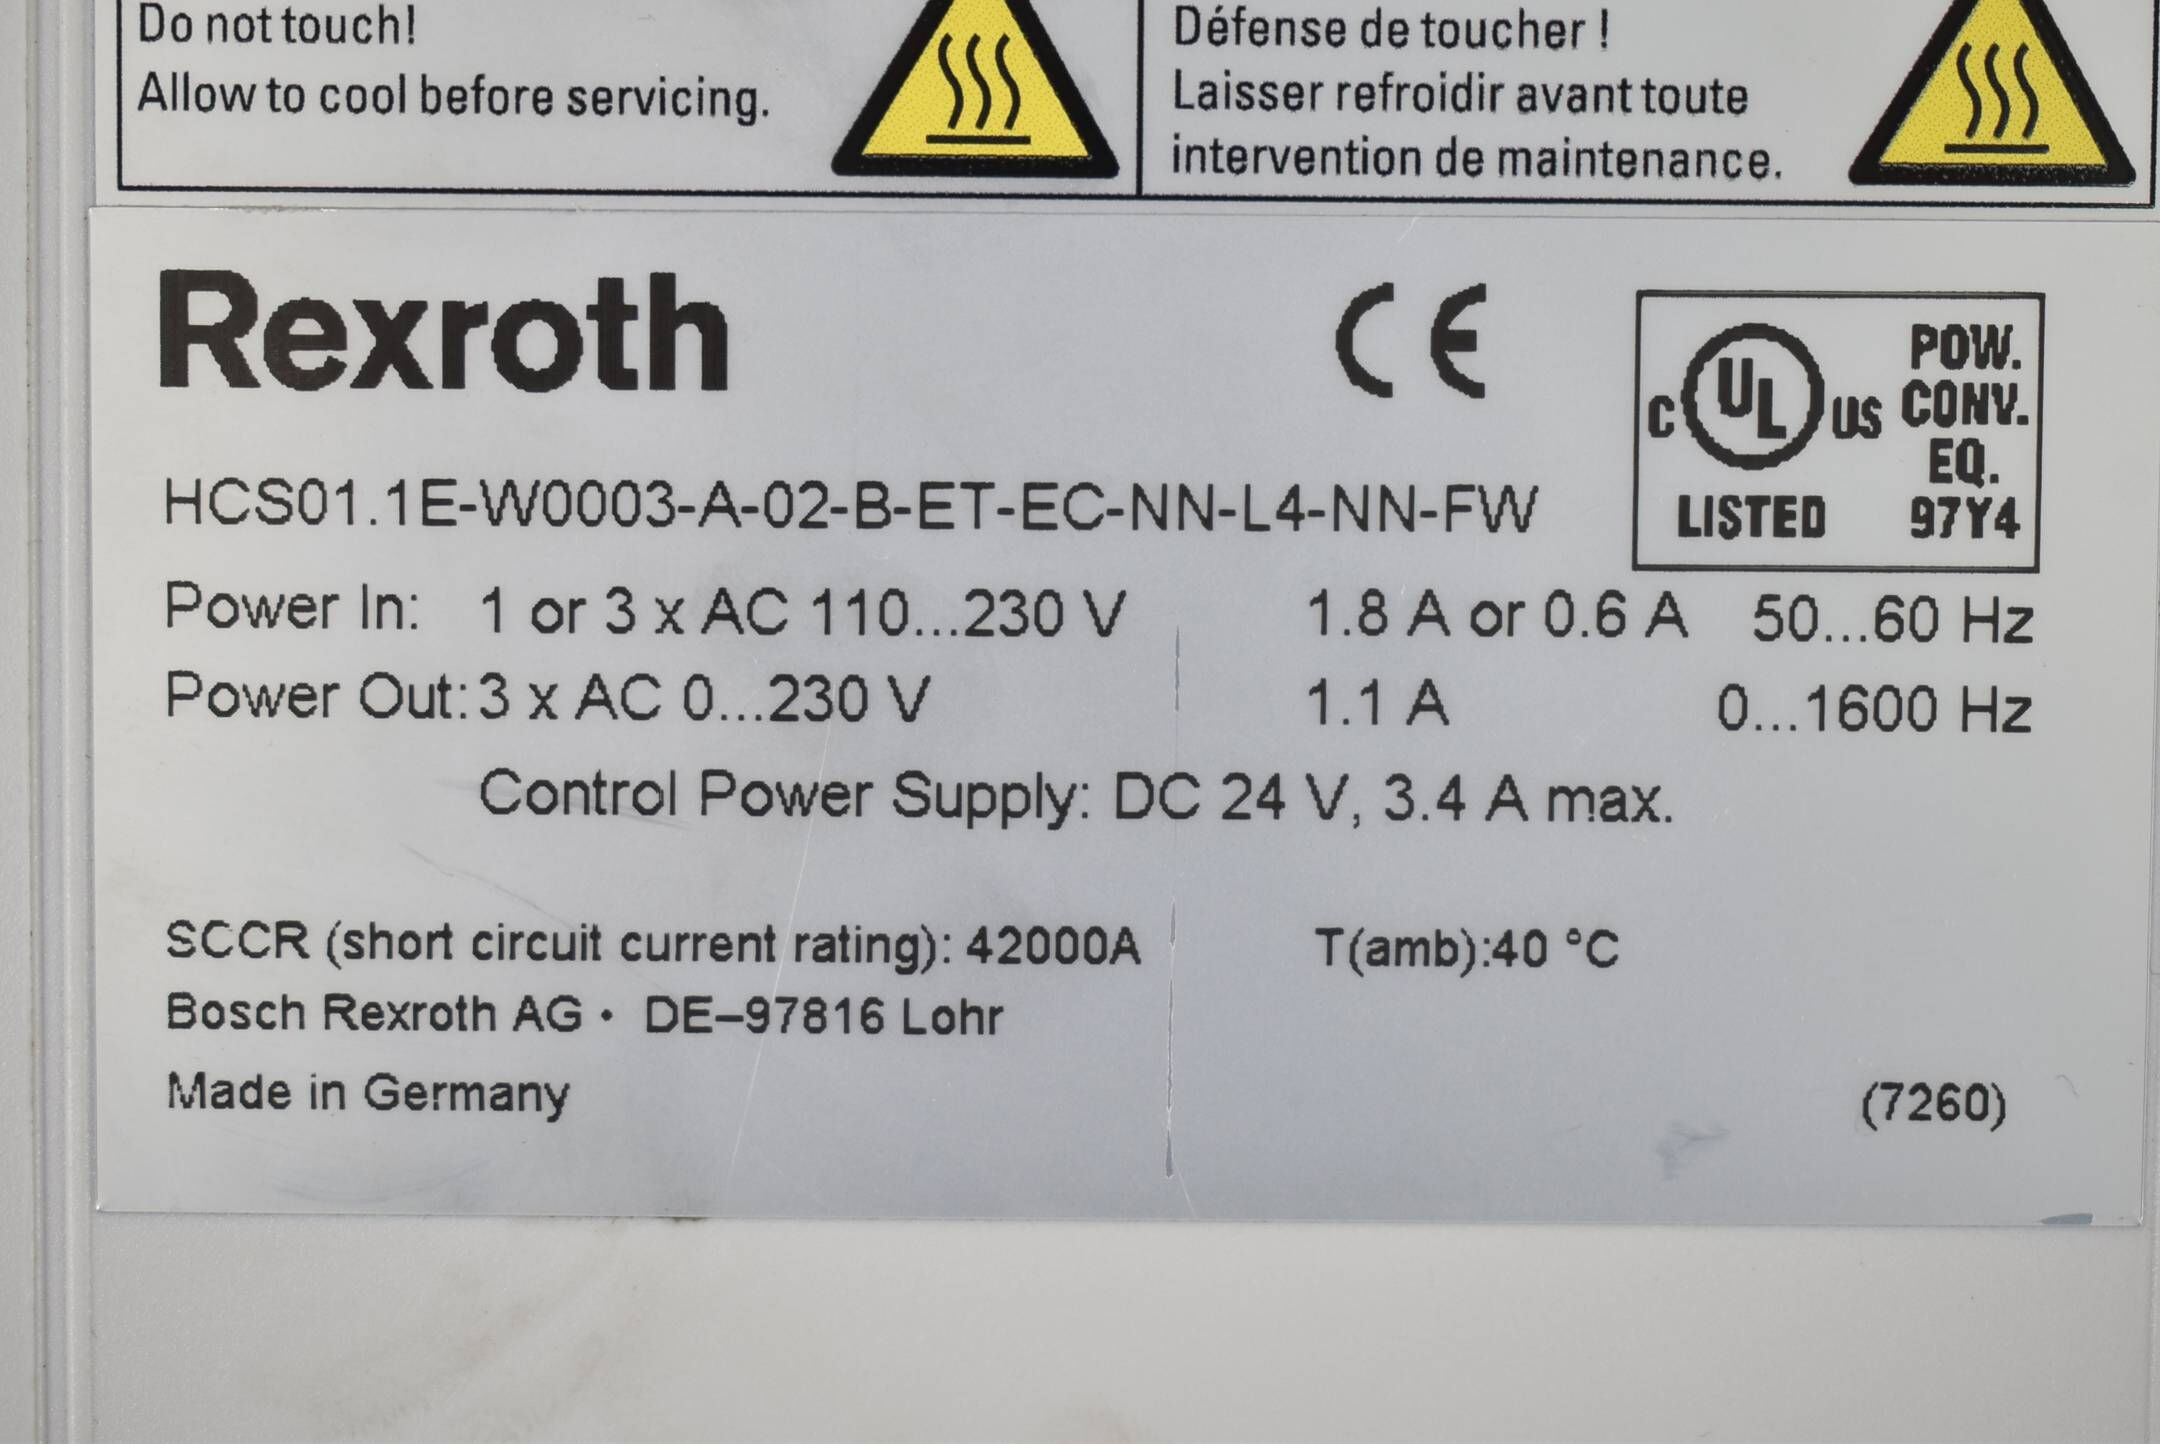 Do not touch!
Allow to cool before servicing.
Défense de toucher !
Laisser refroidir avant toute
intervention de maintenance.
Rexroth
CE
C UL US
LISTED
POW.
CONV.
EQ.
97Y4
HCS01.1E-W0003-A-02-B-ET-EC-NN-L4-NN-FW
Power In: 1 or 3 x AC 110...230 V 1.8 A or 0.6 A 50...60 Hz
Power Out: 3 x AC 0...230 V 1.1 A 0...1600 Hz
Control Power Supply: DC 24 V, 3.4 A max.
SCCR (short circuit current rating): 42000A T(amb):40 °C
Bosch Rexroth AG • DE–97816 Lohr
Made in Germany (7260)